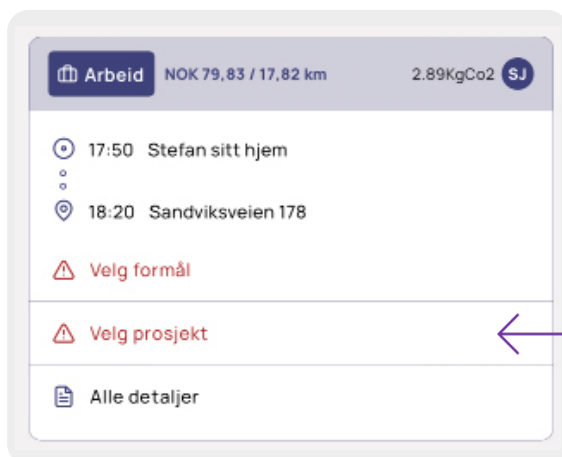 Arbeid NOK 79,83 / 17,82 km 2.89KgCo2 SJ
17:50 Stefan sitt hjem
18:20 Sandviksveien 178
Velg formål
Velg prosjekt
Alle detaljer